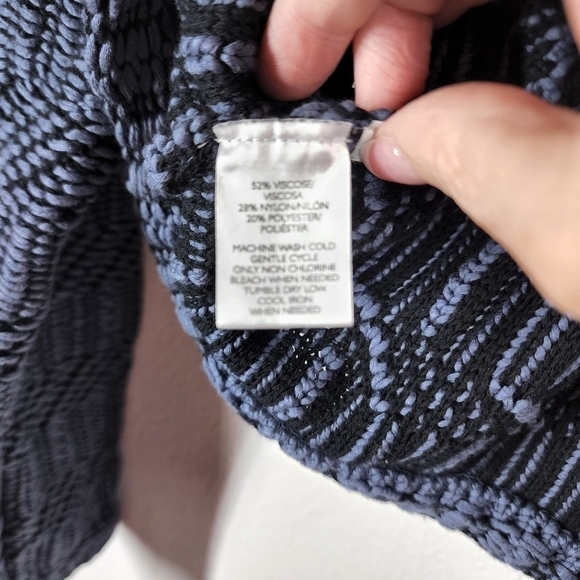 52% VISCOSE/
VISCOSA
28% NYLON/NILÓN
20% POLYESTER/
POLIÉSTER
MACHINE WASH COLD
GENTLE CYCLE
ONLY NON CHLORINE
BLEACH WHEN NEEDED
TUMBLE DRY LOW
COOL IRON
WHEN NEEDED